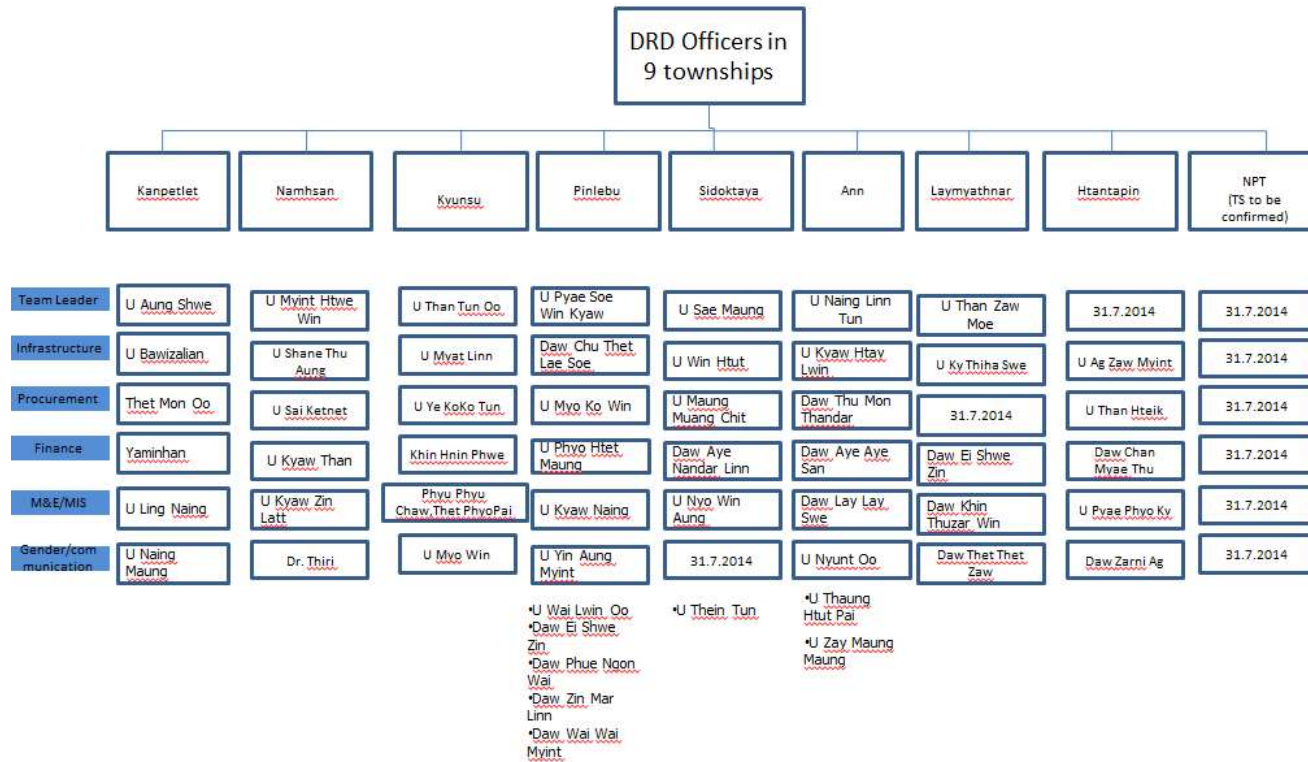 DRD Officers in
9 townships
Kanpetlet
Namhsan
Kyunsu
Pinlebu
Sidoktaya
Ann
Laymyathnar
Htantapin
NPT
(TS to be
confirmed)
Team Leader
U Aung Shwe
U Myint Htwe
Win
U Than Tun Oo
U Pyae Soe
Win Kyaw
U Sae Maung
U Naing Linn
Tun
U Than Zaw
Moe
31.7.2014
31.7.2014
Infrastructure
U Bawizalian
U Shane Thu
Aung
U Myat Linn
Daw Chu Thet
Lae Soe
U Win Htut
U Kyaw Htay
Lwin
U Ky Thiha Swe
U Ag Zaw Myint
31.7.2014
Procurement
Thet Mon Oo
U Sai Ketnet
U Ye KoKo Tun
U Myo Ko Win
U Maung
Muang Chit
Daw Thu Mon
Thandar
31.7.2014
U Than Hteik
31.7.2014
Finance
Yaminhan
U Kyaw Than
Khin Hnin Phwe
U Phyo Htet
Maung
Daw Aye
Nandar Linn
Daw Aye Aye
San
Daw Ei Shwe
Zin
Daw Chan
Myae Thu
31.7.2014
M&E/MIS
U Ling Naing
U Kyaw Zin
Latt
Phyu Phyu
Chaw,Thet PhyoPai
U Kyaw Naing
U Nyo Win
Aung
Daw Lay Lay
Swe
Daw Khin
Thuzar Win
U Pyae Phyo Ky
31.7.2014
Gender/com
munication
U Naing
Maung
Dr. Thiri
U Myo Win
U Yin Aung
Myint
31.7.2014
U Nyunt Oo
Daw Thet Thet
Zaw
Daw Zarni Ag
31.7.2014
•U Wai Lwin Oo
•Daw Ei Shwe
Zin
•Daw Phue Ngon
Wai
•Daw Zin Mar
Linn
•Daw Wai Wai
Myint
•U Thein Tun
•U Thaung
Htut Pai
•U Zay Maung
Maung